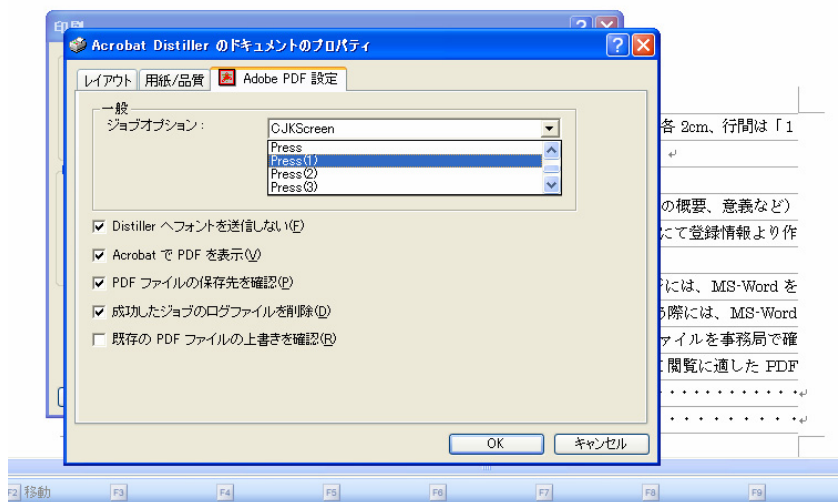 印刷
Acrobat Distiller のドキュメントのプロパティ
レイアウト 用紙/品質 Adobe PDF 設定
一般
ジョブオプション:
CJKScreen
Press
Press(1)
Press(2)
Press(3)
Distiller へフォントを送信しない(F)
Acrobat で PDF を表示(V)
PDF ファイルの保存先を確認(P)
成功したジョブのログファイルを削除(D)
既存の PDF ファイルの上書きを確認(R)
OK キャンセル
各 2cm、行間は「1
の概要、意義など)
にて登録情報より作
には、MS-Word を
際には、MS-Word
ァイルを事務局で確
閲覧に適した PDF
・・・・・・・・・・・・
・・・・・・・・・・・
F2 移動 F3 F4 F5 F6 F7 F8 F9